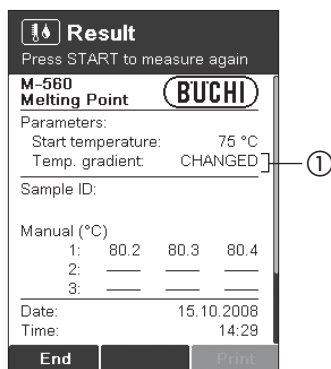 Result
Press START to measure again
M-560
Melting Point
BÜCHI
Parameters:
Start temperature: 75 °C
Temp. gradient: CHANGED
①
Sample ID:
Manual (°C)
1: 80.2 80.3 80.4
2:
3:
Date: 15.10.2008
Time: 14:29
End Print